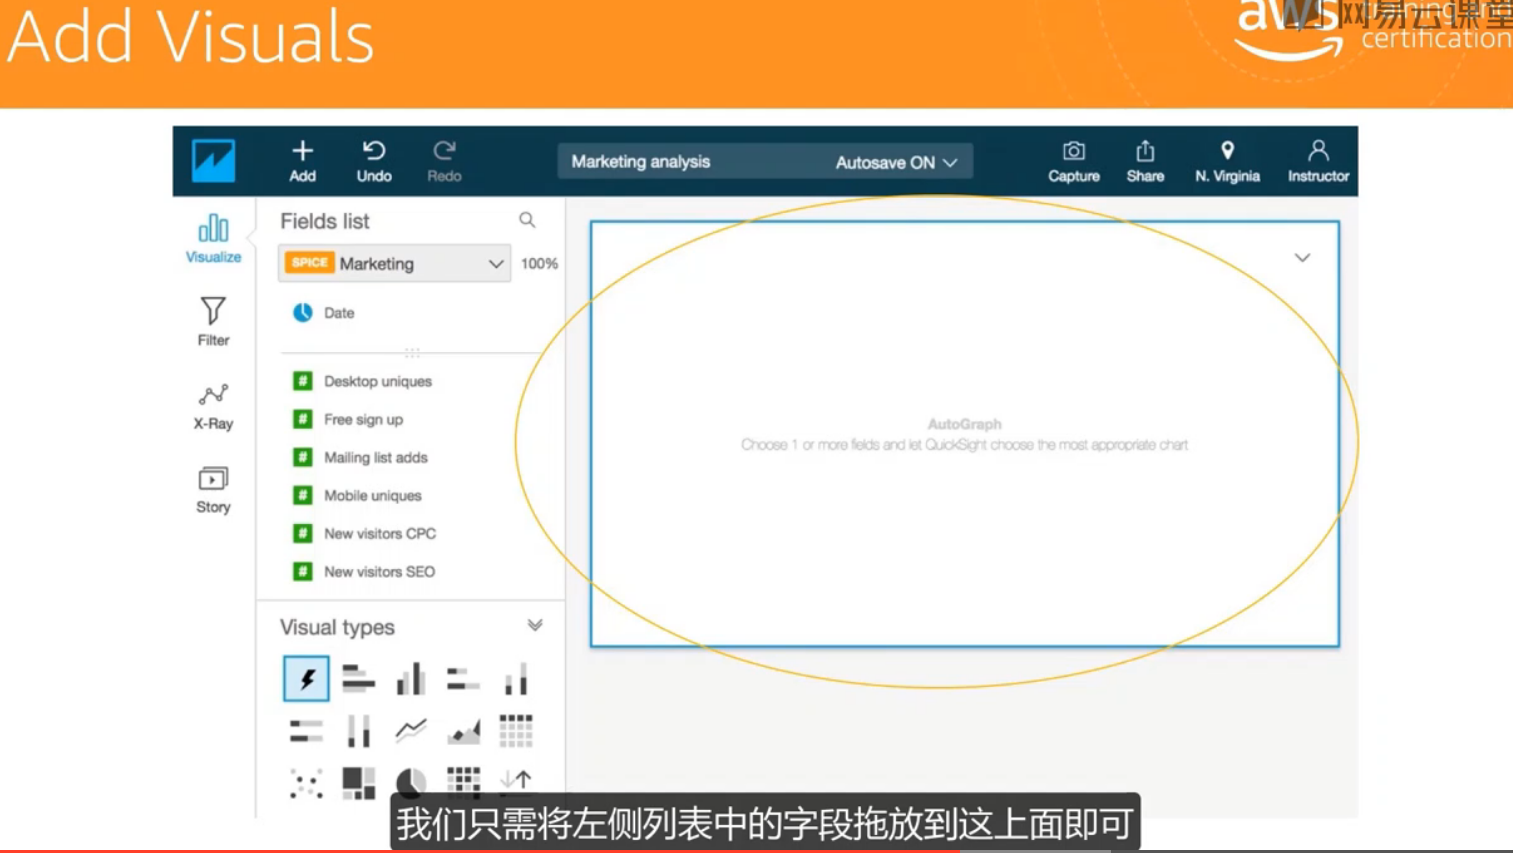 Add Visuals
aws training and certification
网易云课堂
Add
Undo
Redo
Marketing analysis
Autosave ON
Capture
Share
N. Virginia
Instructor
Visualize
Filter
X-Ray
Story
Fields list
SPICE Marketing
100%
Date
# Desktop uniques
# Free sign up
# Mailing list adds
# Mobile uniques
# New visitors CPC
# New visitors SEO
Visual types
AutoGraph
Choose 1 or more fields and let QuickSight choose the most appropriate chart
我们只需将左侧列表中的字段拖放到这上面即可